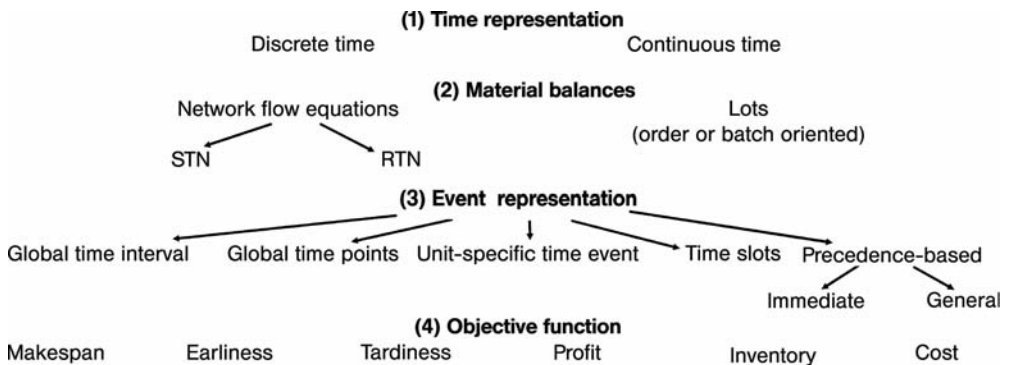 (1) Time representation
Discrete time Continuous time
(2) Material balances
Network flow equations Lots
(order or batch oriented)
STN RTN
(3) Event representation
Global time interval Global time points Unit-specific time event Time slots Precedence-based
Immediate General
(4) Objective function
Makespan Earliness Tardiness Profit Inventory Cost